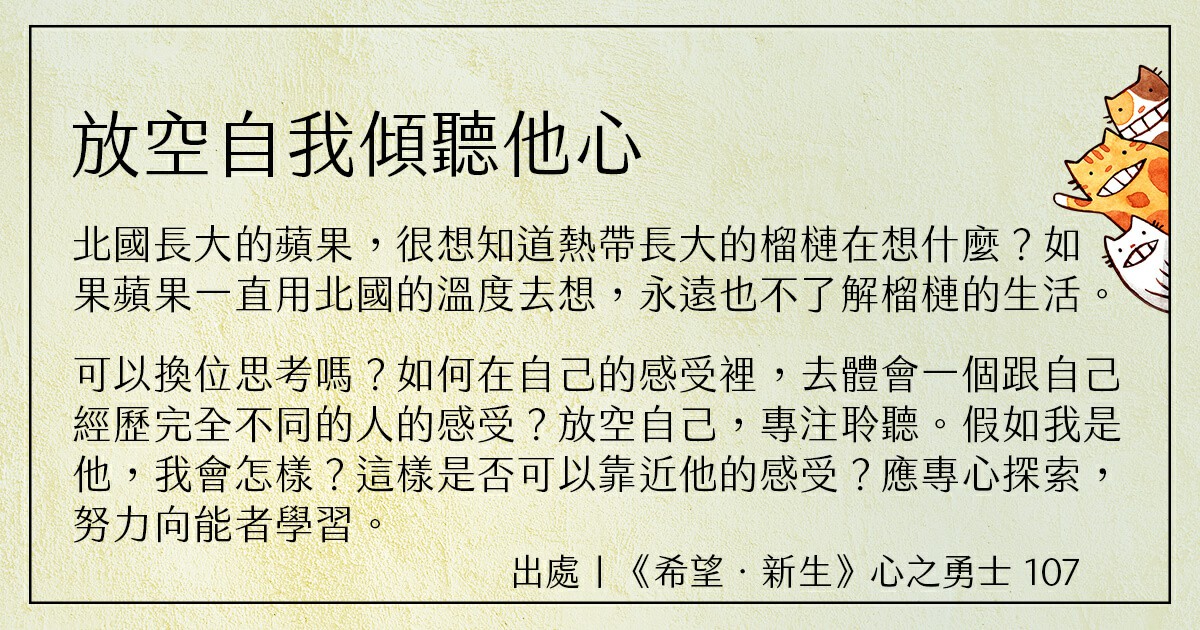 放空自我傾聽他心
北國長大的蘋果，很想知道熱帶長大的榴槤在想什麼？如
果蘋果一直用北國的溫度去想，永遠也不了解榴槤的生活。
可以換位思考嗎？如何在自己的感受裡，去體會一個跟自己
經歷完全不同的人的感受？放空自己，專注聆聽。假如我是
他，我會怎樣？這樣是否可以靠近他的感受？應專心探索，
努力向能者學習。
出處｜《希望．新生》心之勇士 107